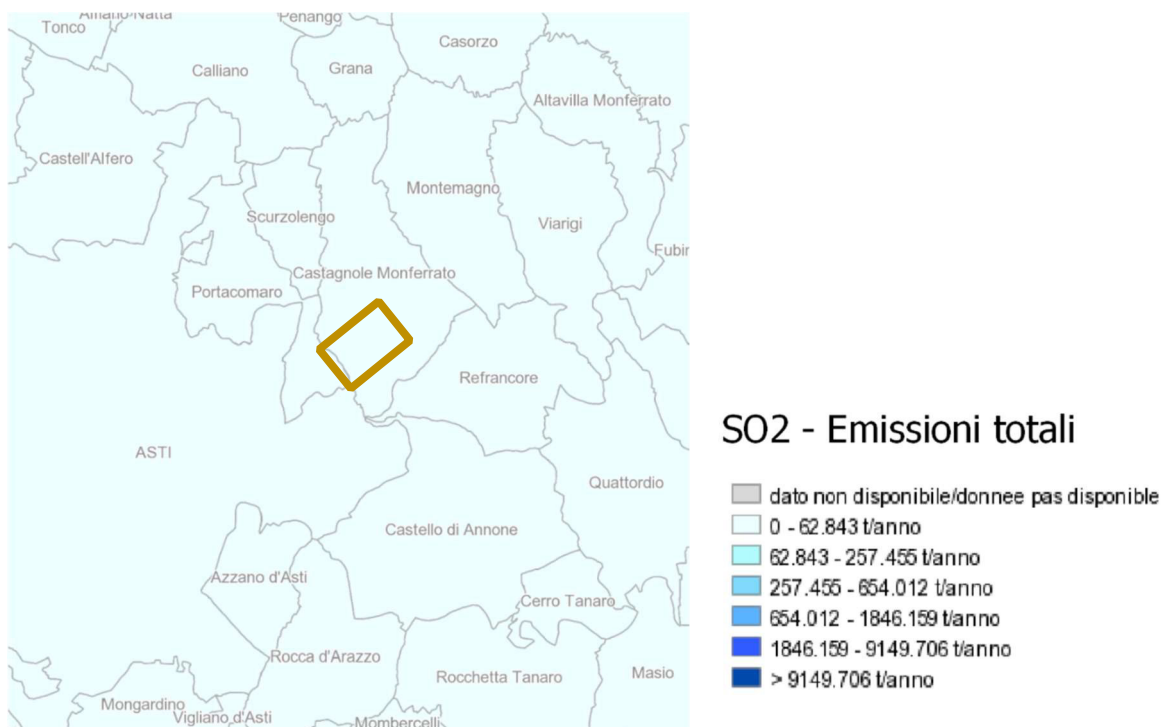 Alfiano Natta
Penango
Tonco
Casorzo
Calliano
Grana
Altavilla Monferrato
Castell'Alfero
Montemagno
Scurzolengo
Viarigi
Fubin
Castagnole Monferrato
Portacomaro
Refrancore
ASTI
Quattordio
Castello di Annone
Azzano d'Asti
Cerro Tanaro
Rocca d'Arazzo
Rocchetta Tanaro
Masio
Mongardino
Vigliano d'Asti
Mombercelli
SO2 - Emissioni totali
dato non disponibile/donnee pas disponible
0 - 62.843 t/anno
62.843 - 257.455 t/anno
257.455 - 654.012 t/anno
654.012 - 1846.159 t/anno
1846.159 - 9149.706 t/anno
> 9149.706 t/anno